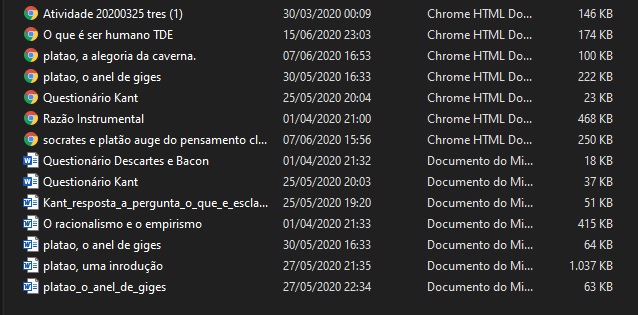 Atividade 20200325 tres (1) 30/03/2020 00:09 Chrome HTML Do... 146 KB
O que é ser humano TDE 15/06/2020 23:03 Chrome HTML Do... 174 KB
platao, a alegoria da caverna. 07/06/2020 16:53 Chrome HTML Do... 100 KB
platao, o anel de giges 30/05/2020 16:33 Chrome HTML Do... 222 KB
Questionário Kant 25/05/2020 20:04 Chrome HTML Do... 23 KB
Razão Instrumental 01/04/2020 21:00 Chrome HTML Do... 468 KB
socrates e platão auge do pensamento cl... 07/06/2020 15:56 Chrome HTML Do... 250 KB
Questionário Descartes e Bacon 01/04/2020 21:32 Documento do Mi... 18 KB
Questionário Kant 25/05/2020 20:03 Documento do Mi... 37 KB
Kant_resposta_a_pergunta_o_que_e_escla... 25/05/2020 19:20 Documento do Mi... 51 KB
O racionalismo e o empirismo 01/04/2020 21:33 Documento do Mi... 415 KB
platao, o anel de giges 30/05/2020 16:33 Documento do Mi... 64 KB
platao, uma inrodução 27/05/2020 21:35 Documento do Mi... 1.037 KB
platao_o_anel_de_giges 27/05/2020 22:34 Documento do Mi... 63 KB